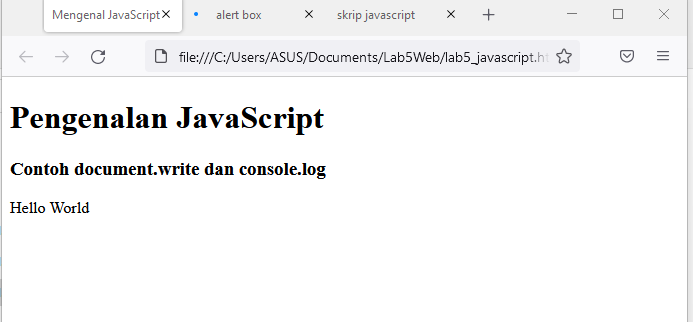 Mengenal JavaScript
alert box
skrip javascript
file:///C:/Users/ASUS/Documents/Lab5Web/lab5_javascript.ht
Pengenalan JavaScript
Contoh document.write dan console.log
Hello World